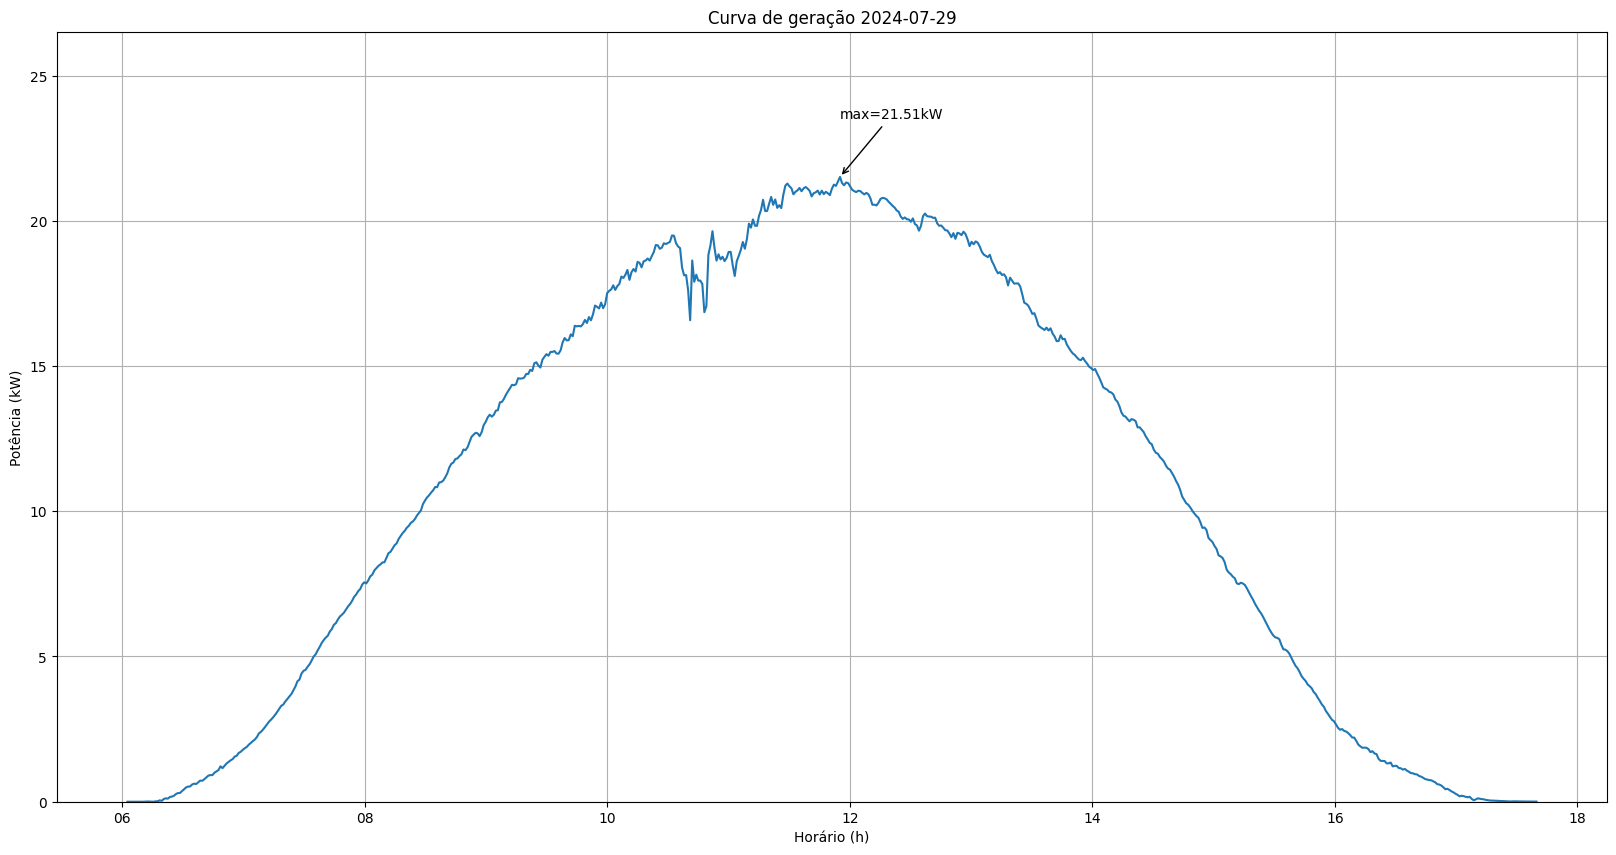 Curva de geração 2024-07-29
25
max=21.51kW
20
15
Potência (kW)
10
5
0
06 08 10 12 14 16 18
Horário (h)